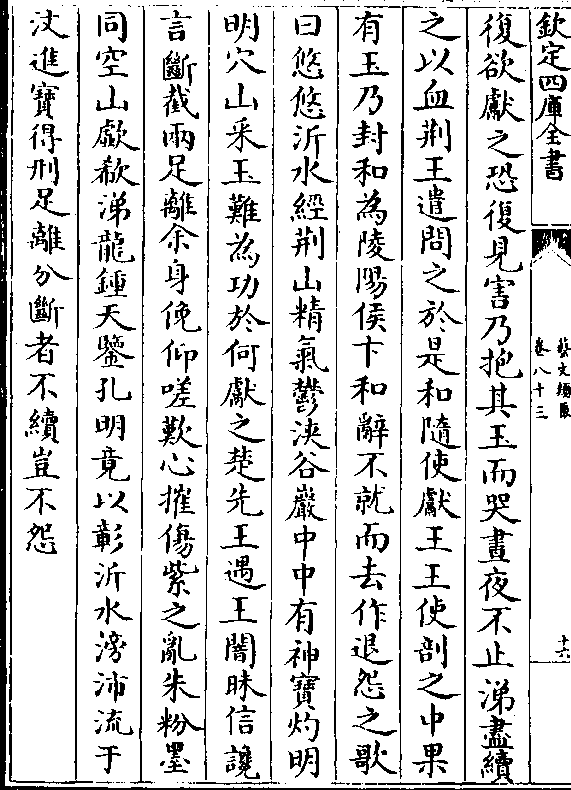 欽定四庫全書
藝文類聚
卷八十三
十六
復欲獻之恐復見害乃抱其玉而哭晝夜不止涕盡續
之以血荆王遣問之於是和隨使獻王王使剖之中果
有玉乃封和為陵陽侯卞和辭不就而去作退怨之歌
曰悠悠沂水經荆山精氣鬱泱谷巖中中有神寶灼明
明穴山采玉難為功於何獻之楚先王遇王闇昧信讒
言斷截兩足離余身俛仰嗟歎心摧傷紫之亂朱粉墨
同空山歔欷涕龍鍾天鑒孔明竟以彰沂水滂沛流于
汶進寶得刑足離分斷者不續豈不怨